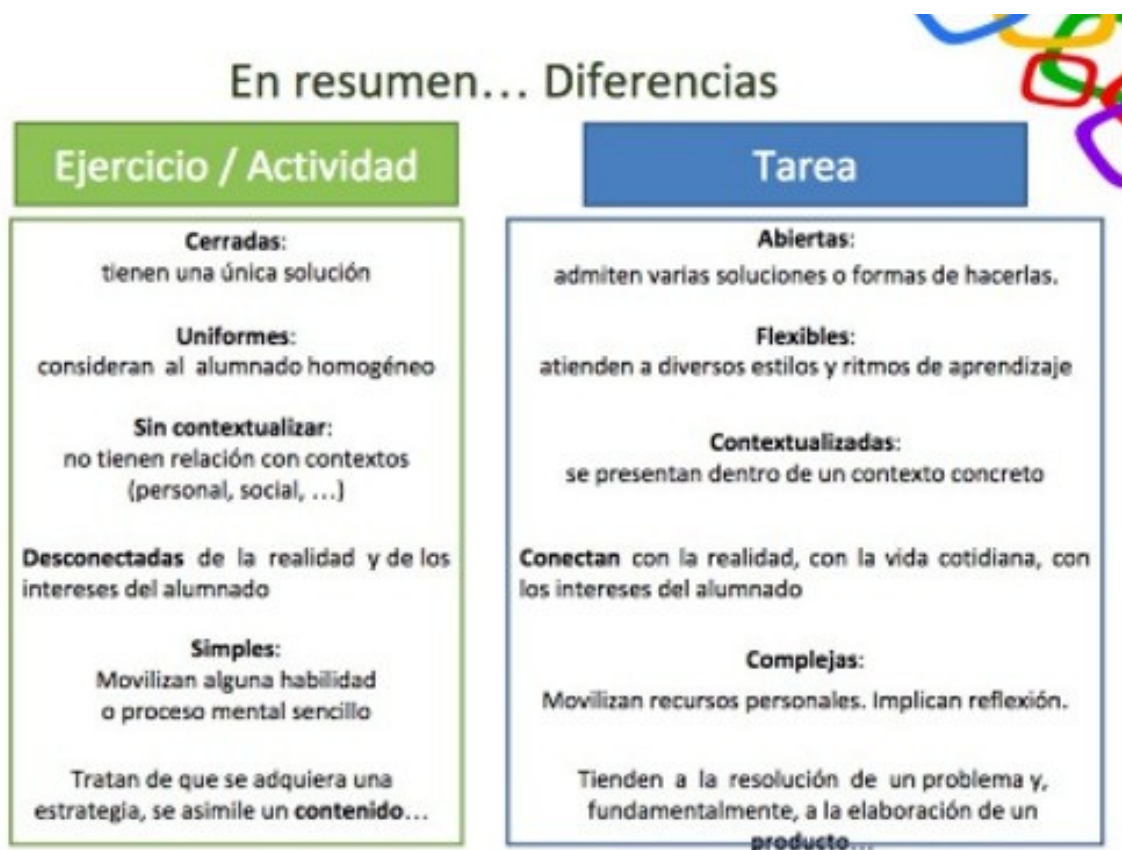 En resumen... Diferencias
Ejercicio / Actividad
Cerradas:
tienen una única solución
Uniformes:
consideran al alumnado homogéneo
Sin contextualizar:
no tienen relación con contextos
(personal, social, ...)
Desconectadas de la realidad y de los
intereses del alumnado
Simples:
Movilizan alguna habilidad
o proceso mental sencillo
Tratan de que se adquiera una
estrategia, se asimile un contenido...
Tarea
Abiertas:
admiten varias soluciones o formas de hacerlas.
Flexibles:
atienden a diversos estilos y ritmos de aprendizaje
Contextualizadas:
se presentan dentro de un contexto concreto
Conectan con la realidad, con la vida cotidiana, con
los intereses del alumnado
Complejas:
Movilizan recursos personales. Implican reflexión.
Tienden a la resolución de un problema y,
fundamentalmente, a la elaboración de un
producto...